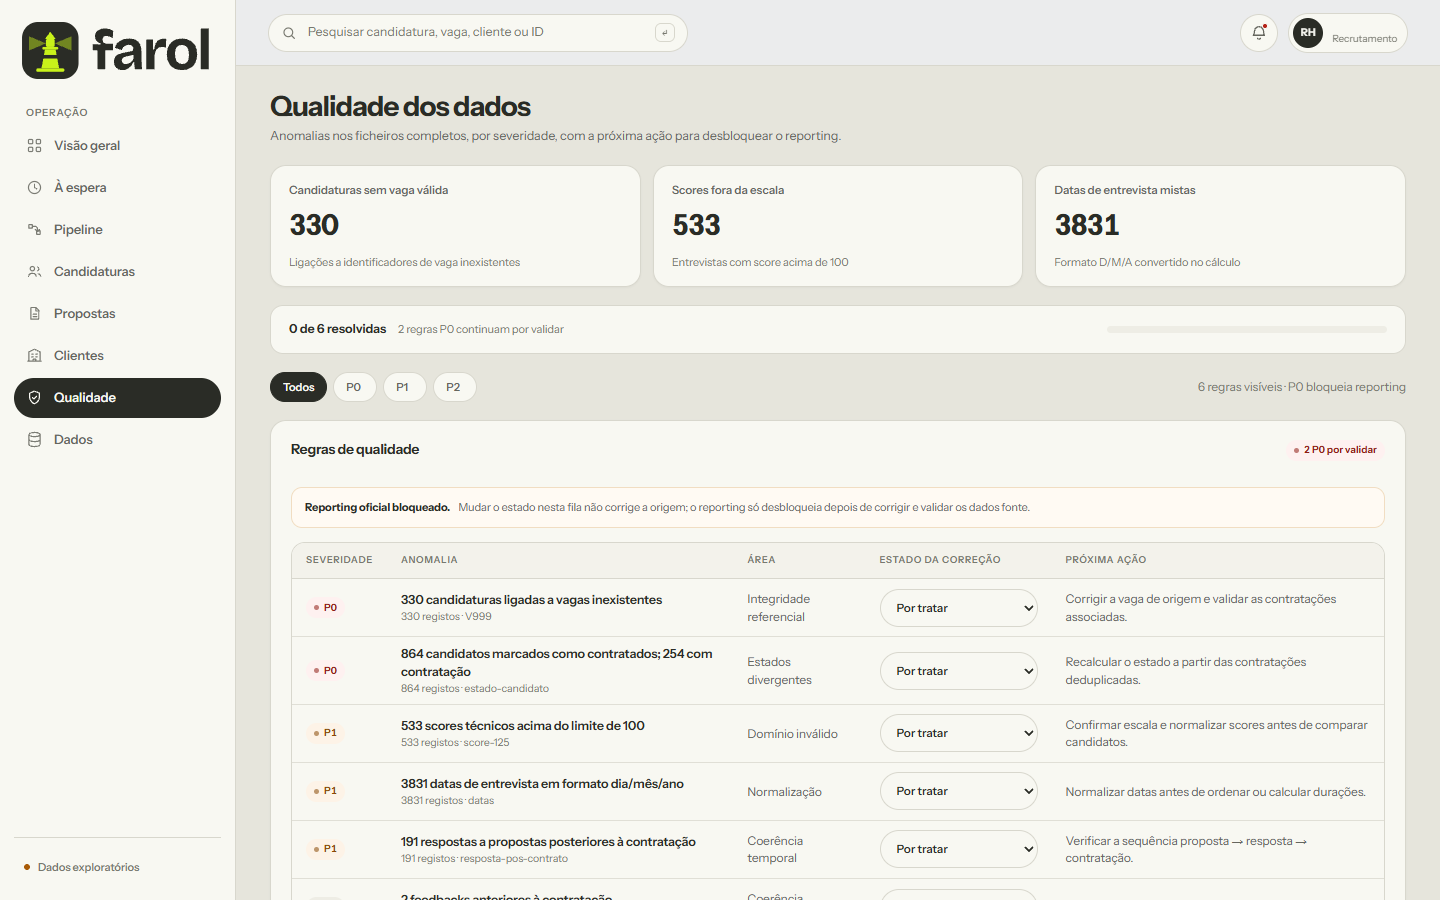 farol
Pesquisar candidatura, vaga, cliente ou ID
RH
Recrutamento
OPERAÇÃO
Visão geral
À espera
Pipeline
Candidaturas
Propostas
Clientes
Qualidade
Dados
Dados exploratórios
Qualidade dos dados
Anomalias nos ficheiros completos, por severidade, com a próxima ação para desbloquear o reporting.
Candidaturas sem vaga válida
330
Ligações a identificadores de vaga inexistentes
Scores fora da escala
533
Entrevistas com score acima de 100
Datas de entrevista mistas
3831
Formato D/M/A convertido no cálculo
0 de 6 resolvidas 2 regras P0 continuam por validar
Todos P0 P1 P2
6 regras visíveis · P0 bloqueia reporting
Regras de qualidade
2 P0 por validar
Reporting oficial bloqueado. Mudar o estado nesta fila não corrige a origem; o reporting só desbloqueia depois de corrigir e validar os dados fonte.
SEVERIDADE ANOMALIA ÁREA ESTADO DA CORREÇÃO PRÓXIMA AÇÃO
P0
330 candidaturas ligadas a vagas inexistentes
330 registos · V999
Integridade
referencial
Por tratar
Corrigir a vaga de origem e validar as contratações
associadas.
P0
864 candidatos marcados como contratados; 254 com
contratação
864 registos · estado-candidato
Estados
divergentes
Por tratar
Recalcular o estado a partir das contratações
deduplicadas.
P1
533 scores técnicos acima do limite de 100
533 registos · score-125
Domínio inválido
Por tratar
Confirmar escala e normalizar scores antes de comparar
candidatos.
P1
3831 datas de entrevista em formato dia/mês/ano
3831 registos · datas
Normalização
Por tratar
Normalizar datas antes de ordenar ou calcular durações.
P1
191 respostas a propostas posteriores à contratação
191 registos · resposta-pos-contrato
Coerência
temporal
Por tratar
Verificar a sequência proposta → resposta →
contratação.
2 feedbacks anteriores à contratação
Coerência